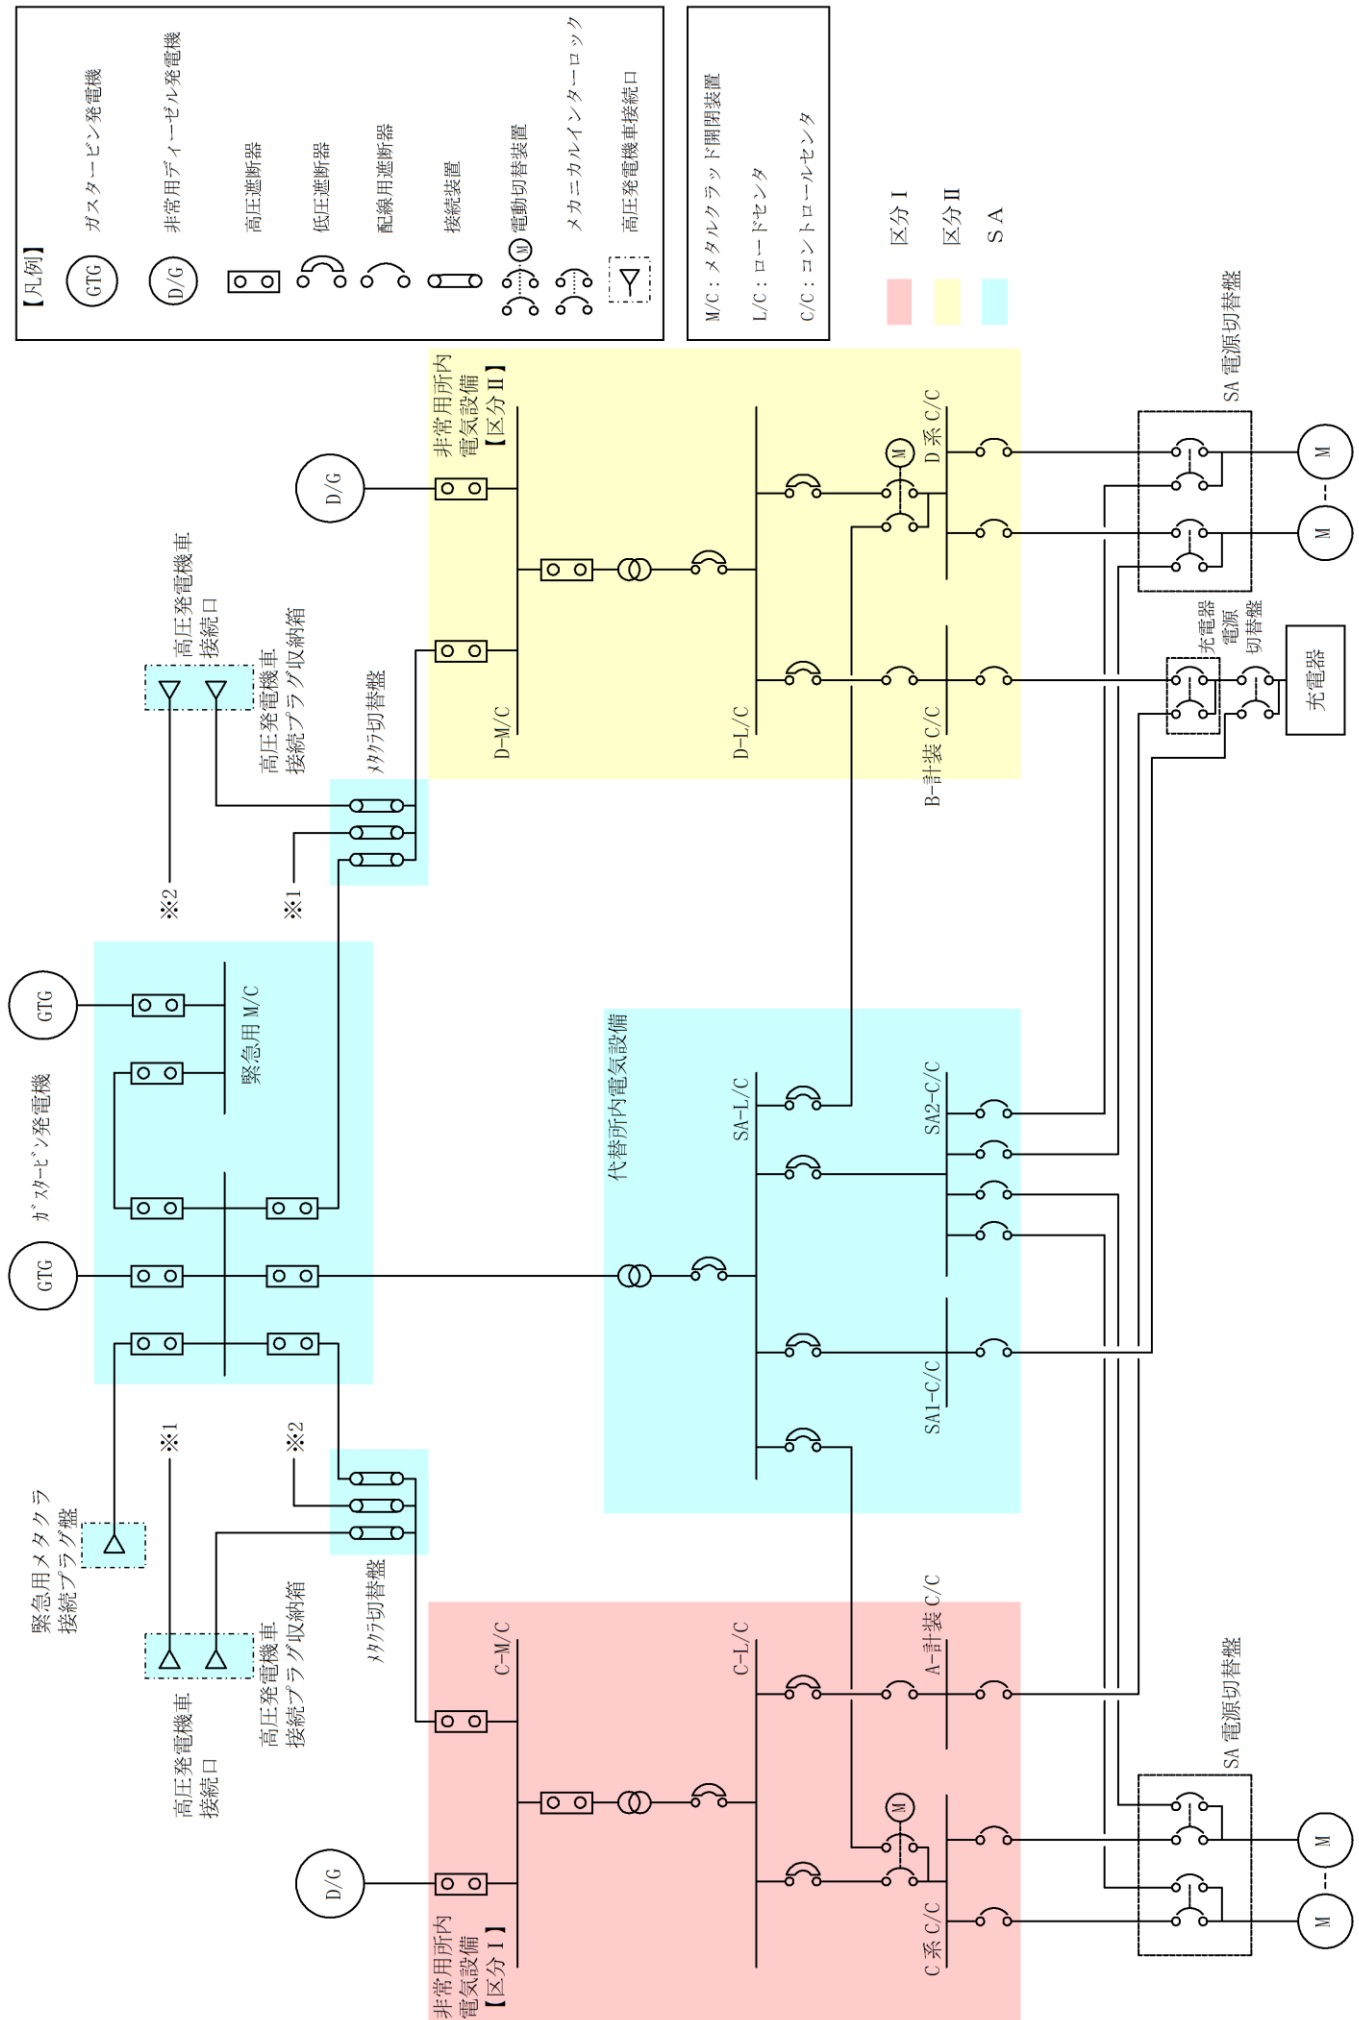 【凡例】
GTG
ガスタービン発電機
D/G
非常用ディーゼル発電機
高圧遮断器
低圧遮断器
配線用遮断器
接続装置
M
電動切替装置
メカニカルインターロック
高圧発電機車接続口
M/C：メタルクラッド開閉装置
L/C：ロードセンタ
C/C：コントロールセンタ
区分Ⅰ
区分Ⅱ
ＳＡ
緊急用メタクラ
接続プラグ盤
GTG
ｶﾞｽﾀｰﾋﾞﾝ発電機
GTG
緊急用 M/C
高圧発電機車
接続口
※1
※2
高圧発電機車
接続プラグ収納箱
ﾒﾀｸﾗ切替盤
高圧発電機車
接続口
※2
※1
高圧発電機車
接続プラグ収納箱
ﾒﾀｸﾗ切替盤
D/G
非常用所内
電気設備
【区分Ⅰ】
C-M/C
C-L/C
M
C 系 C/C
A-計装 C/C
代替所内電気設備
SA-L/C
SA1-C/C
SA2-C/C
D/G
非常用所内
電気設備
【区分Ⅱ】
D-M/C
D-L/C
M
B-計装 C/C
D 系 C/C
SA 電源切替盤
M
M
充電器
電源
切替盤
充電器
SA 電源切替盤
M
M